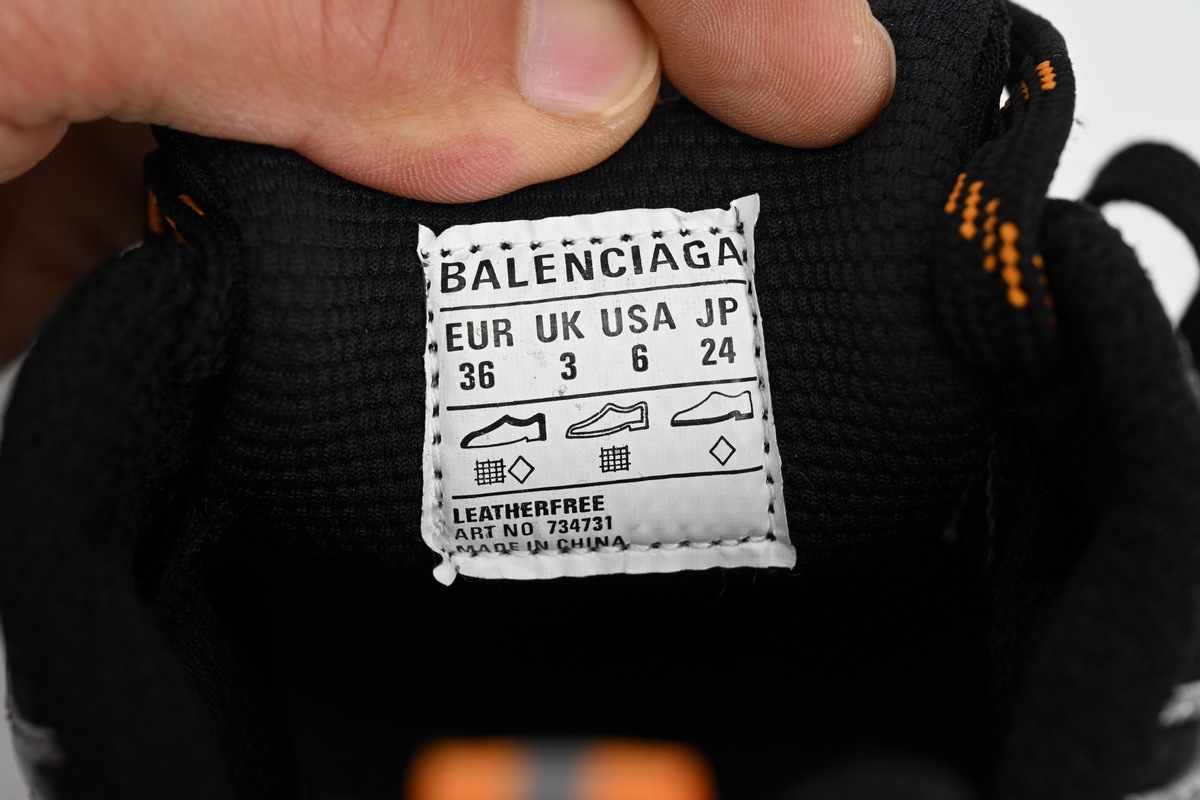 BALENCIAGA
EUR UK USA JP
36 3 6 24
LEATHERFREE
ART NO 734731
MADE IN CHINA